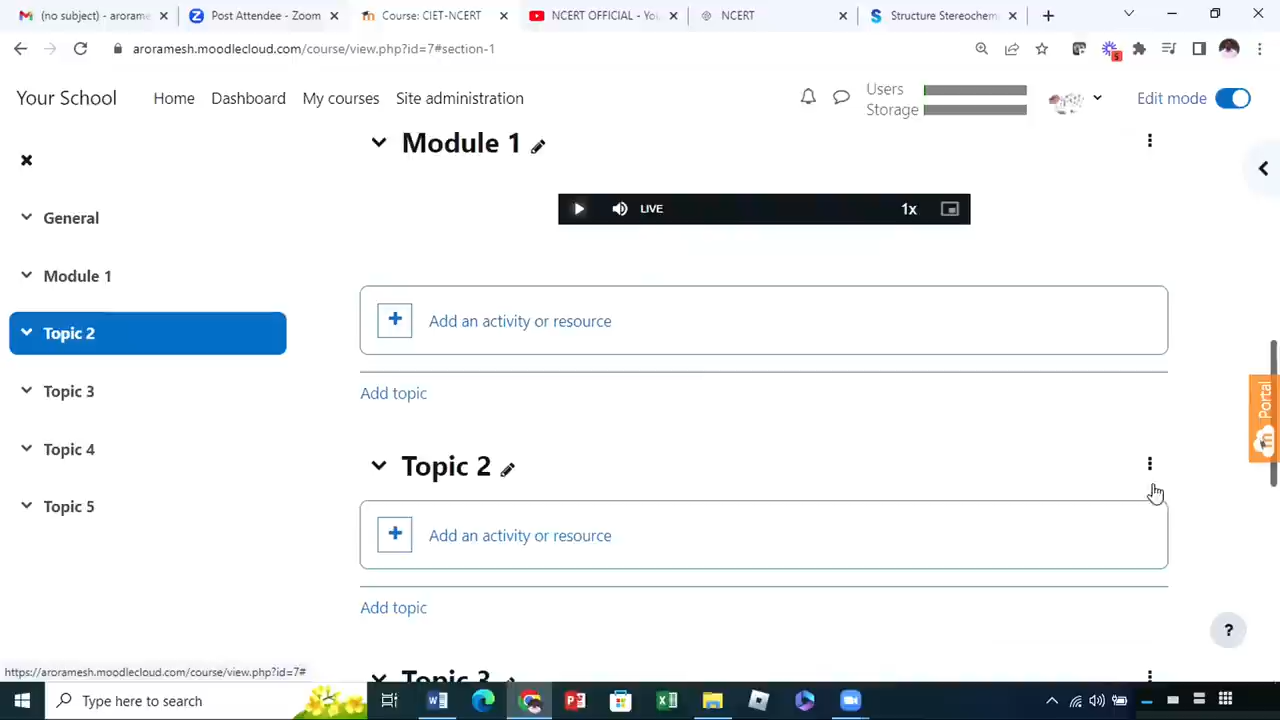 (no subject) - arorame
Post Attendee - Zoom
Course: CIET-NCERT
NCERT OFFICIAL - You
NCERT
Structure Stereochem
aroramesh.moodlecloud.com/course/view.php?id=7#section-1
5
Your School
Home
Dashboard
My courses
Site administration
Users
Storage
Edit mode
Module 1
General
LIVE
1x
Module 1
Add an activity or resource
Topic 2
Topic 3
Add topic
Portal
Topic 4
Topic 2
Topic 5
Add an activity or resource
Add topic
?
https://aroramesh.moodlecloud.com/course/view.php?id=7#
Topic 3
Type here to search